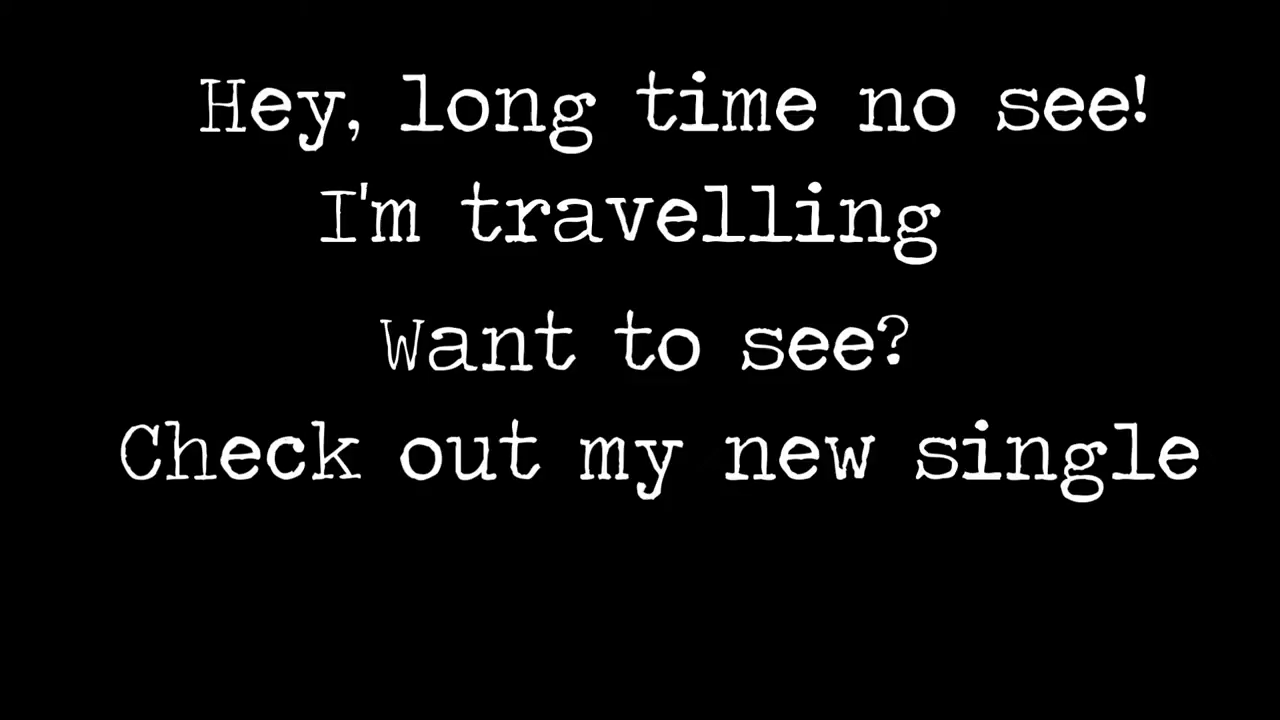 Hey, long time no see!
I'm travelling
Want to see?
Check out my new single